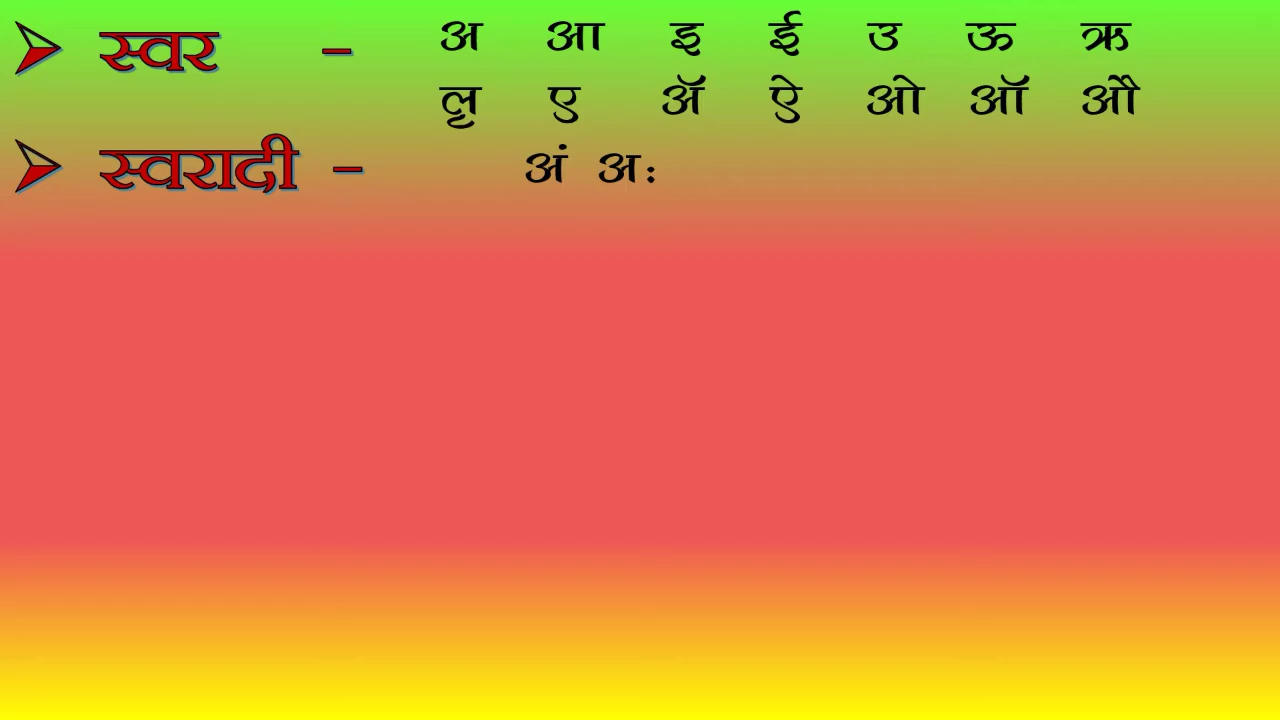 स्वर - अ आ इ ई उ ऊ ऋ
लृ ए ॲ ऐ ओ ऑ औ
स्वरादी - अं अः